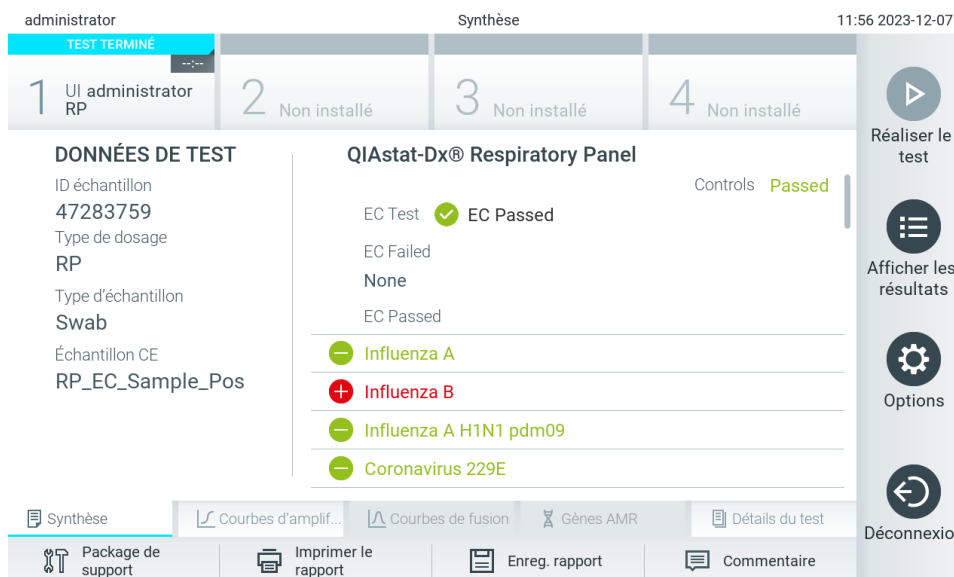 administrator
Synthèse
11:56 2023-12-07
TEST TERMINÉ
--:--
1 UI administrator
RP
2 Non installé
3 Non installé
4 Non installé
Réaliser le
test
DONNÉES DE TEST
ID échantillon
47283759
Type de dosage
RP
Type d'échantillon
Swab
Échantillon CE
RP_EC_Sample_Pos
QIAstat-Dx® Respiratory Panel
Controls Passed
EC Test EC Passed
EC Failed
None
EC Passed
Influenza A
Influenza B
Influenza A H1N1 pdm09
Coronavirus 229E
Afficher les
résultats
Options
Déconnexio
Synthèse
Courbes d'amplif...
Courbes de fusion
Gènes AMR
Détails du test
Package de
support
Imprimer le
rapport
Enreg. rapport
Commentaire